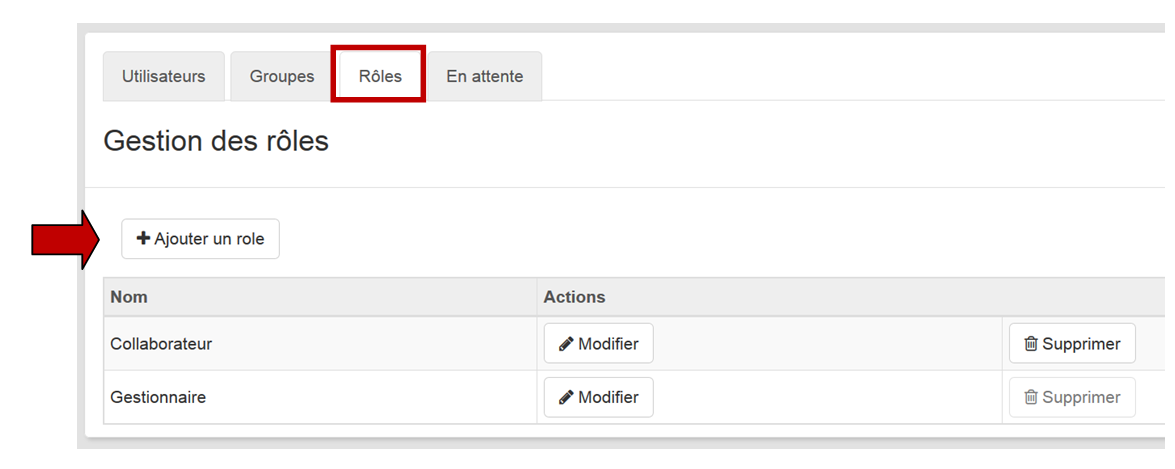 Utilisateurs Groupes Rôles En attente
Gestion des rôles
Ajouter un role
Nom Actions
Collaborateur Modifier Supprimer
Gestionnaire Modifier Supprimer